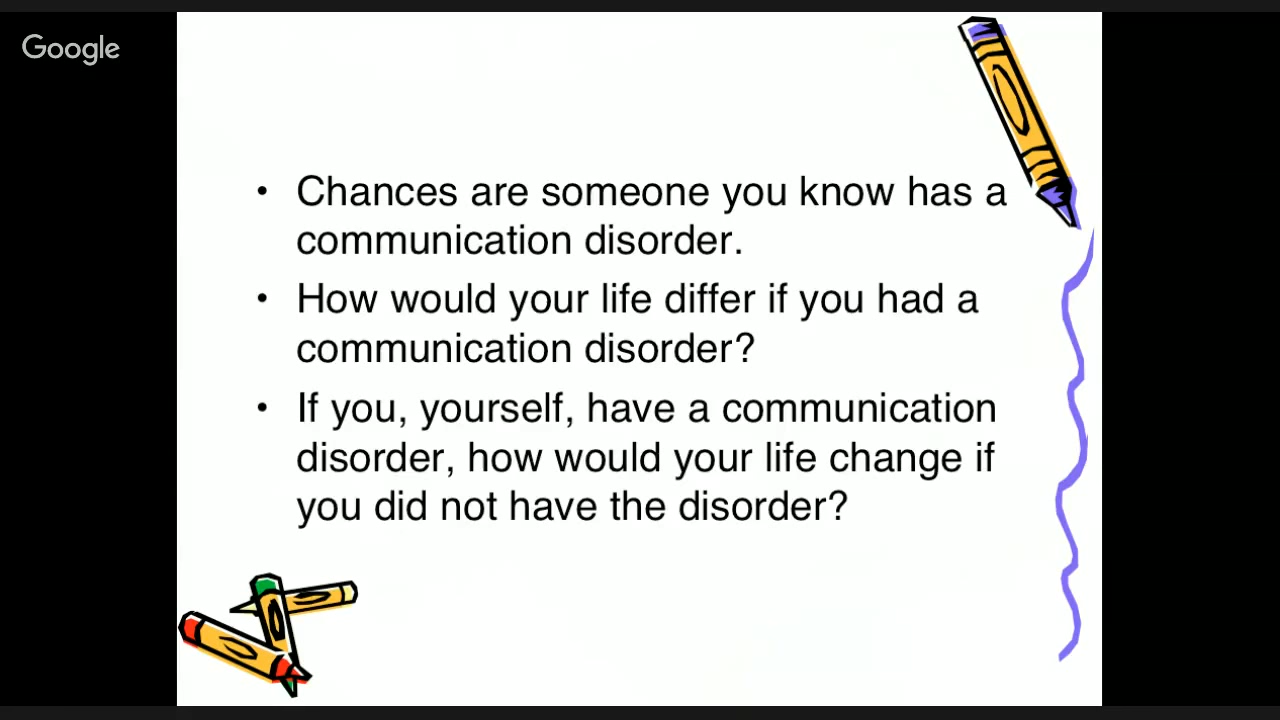 Google
• Chances are someone you know has a
communication disorder.
• How would your life differ if you had a
communication disorder?
• If you, yourself, have a communication
disorder, how would your life change if
you did not have the disorder?